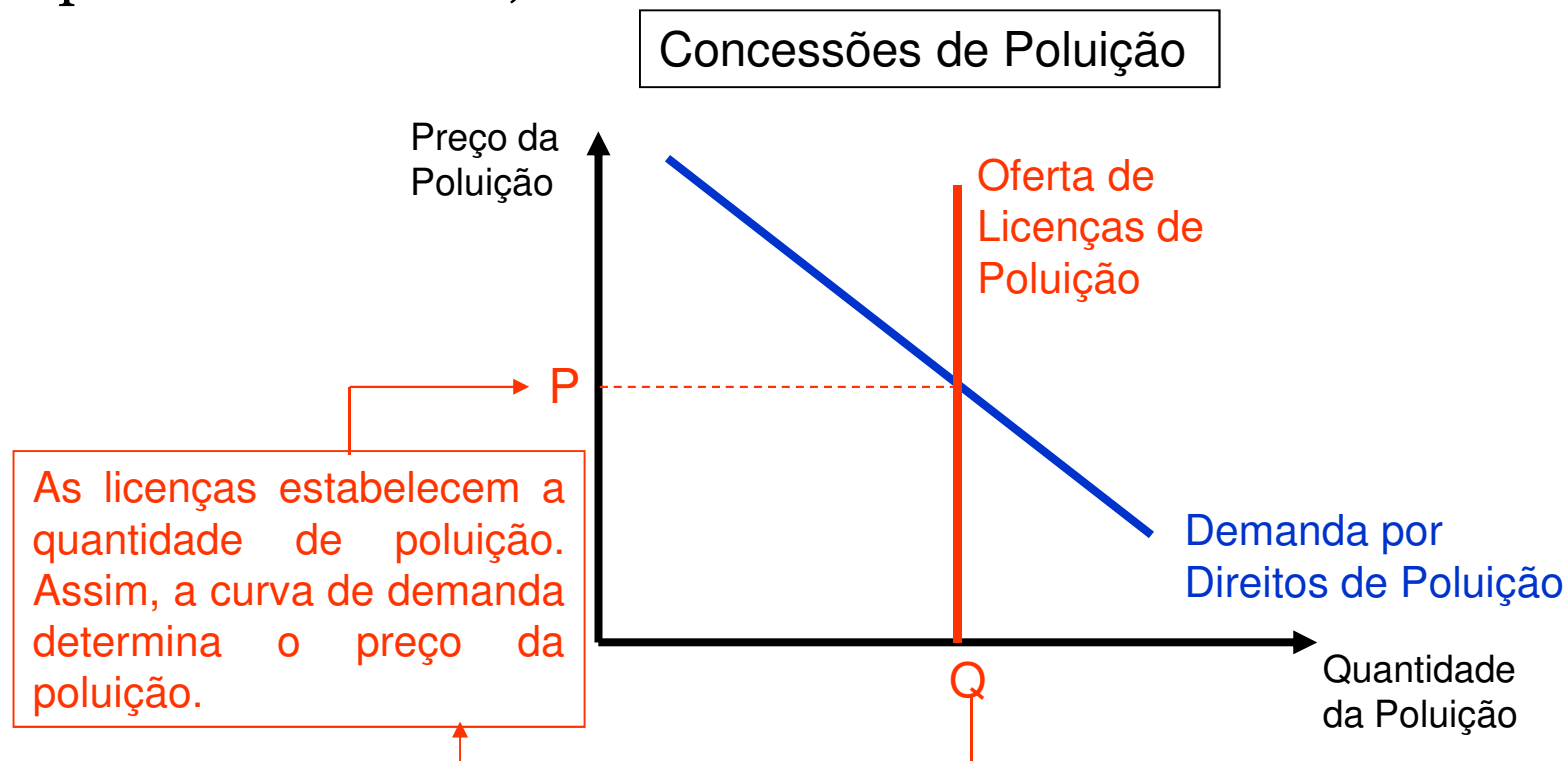 Concessões de Poluição
Preço da
Poluição
Oferta de
Licenças de
Poluição
P
As licenças estabelecem a
quantidade de poluição.
Assim, a curva de demanda
determina o preço da
poluição.
Demanda por
Direitos de Poluição
Q
Quantidade
da Poluição